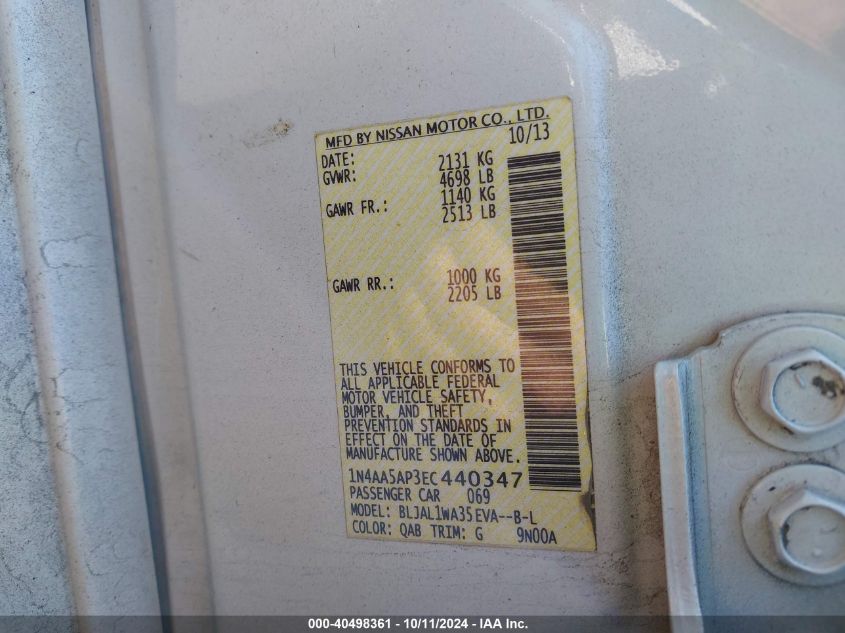 MFD BY NISSAN MOTOR CO., LTD.
DATE: 10/13
GVWR: 2131 KG
4698 LB
GAWR FR.: 1140 KG
2513 LB
GAWR RR.: 1000 KG
2205 LB
THIS VEHICLE CONFORMS TO
ALL APPLICABLE FEDERAL
MOTOR VEHICLE SAFETY,
BUMPER, AND THEFT
PREVENTION STANDARDS IN
EFFECT ON THE DATE OF
MANUFACTURE SHOWN ABOVE.
1N4AA5AP3EC440347
PASSENGER CAR 069
MODEL: BLJAL1WA35EVA--B-L
COLOR: QAB TRIM: G 9N00A
000-40498361 - 10/11/2024 - IAA Inc.